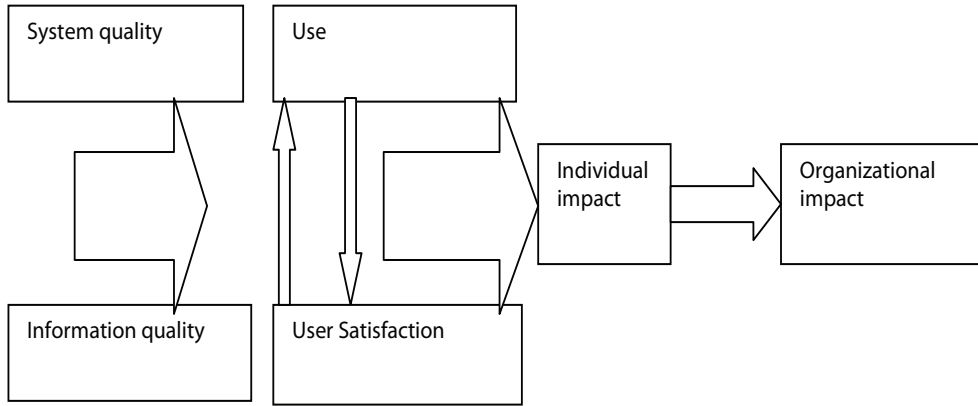 System quality
Use
Individual
impact
Organizational
impact
Information quality
User Satisfaction